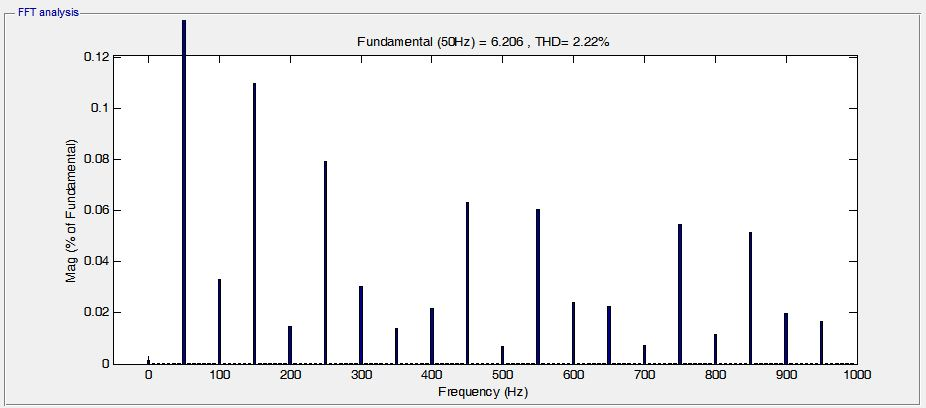 FFT analysis
Fundamental (50Hz) = 6.206 , THD= 2.22%
0.12
0.1
0.08
0.06
0.04
0.02
0
Mag (% of Fundamental)
0 100 200 300 400 500 600 700 800 900 1000
Frequency (Hz)